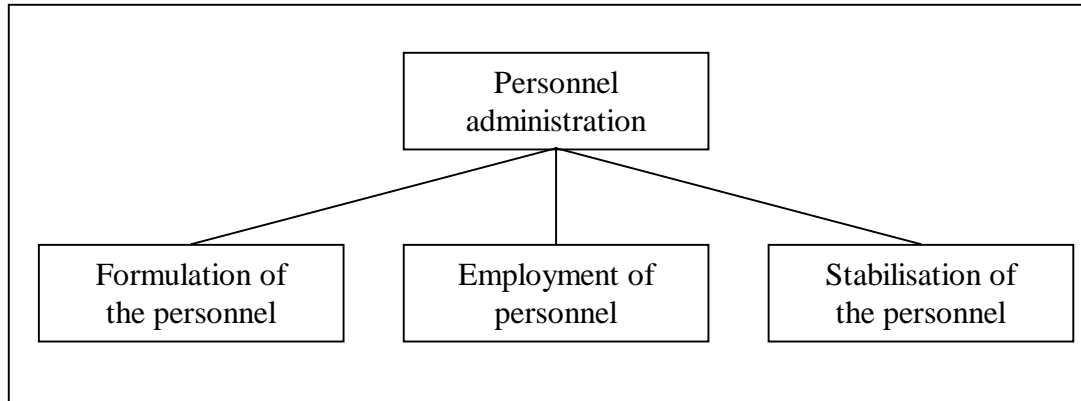 Personnel
administration
Formulation of
the personnel
Employment of
personnel
Stabilisation of
the personnel